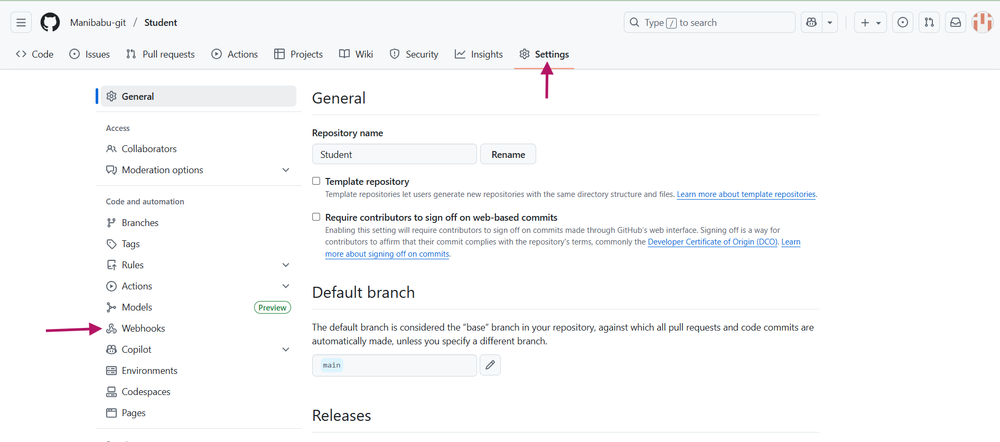 Manibabu-git / Student
Type / to search
Code
Issues
Pull requests
Actions
Projects
Wiki
Security
Insights
Settings
General
Access
Collaborators
Moderation options
Code and automation
Branches
Tags
Rules
Actions
Models
Preview
Webhooks
Copilot
Environments
Codespaces
Pages
General
Repository name
Student
Rename
Template repository
Template repositories let users generate new repositories with the same directory structure and files. Learn more about template repositories.
Require contributors to sign off on web-based commits
Enabling this setting will require contributors to sign off on commits made through GitHub's web interface. Signing off is a way for
contributors to affirm that their commit complies with the repository's terms, commonly the Developer Certificate of Origin (DCO). Learn
more about signing off on commits.
Default branch
The default branch is considered the “base” branch in your repository, against which all pull requests and code commits are
automatically made, unless you specify a different branch.
main
Releases